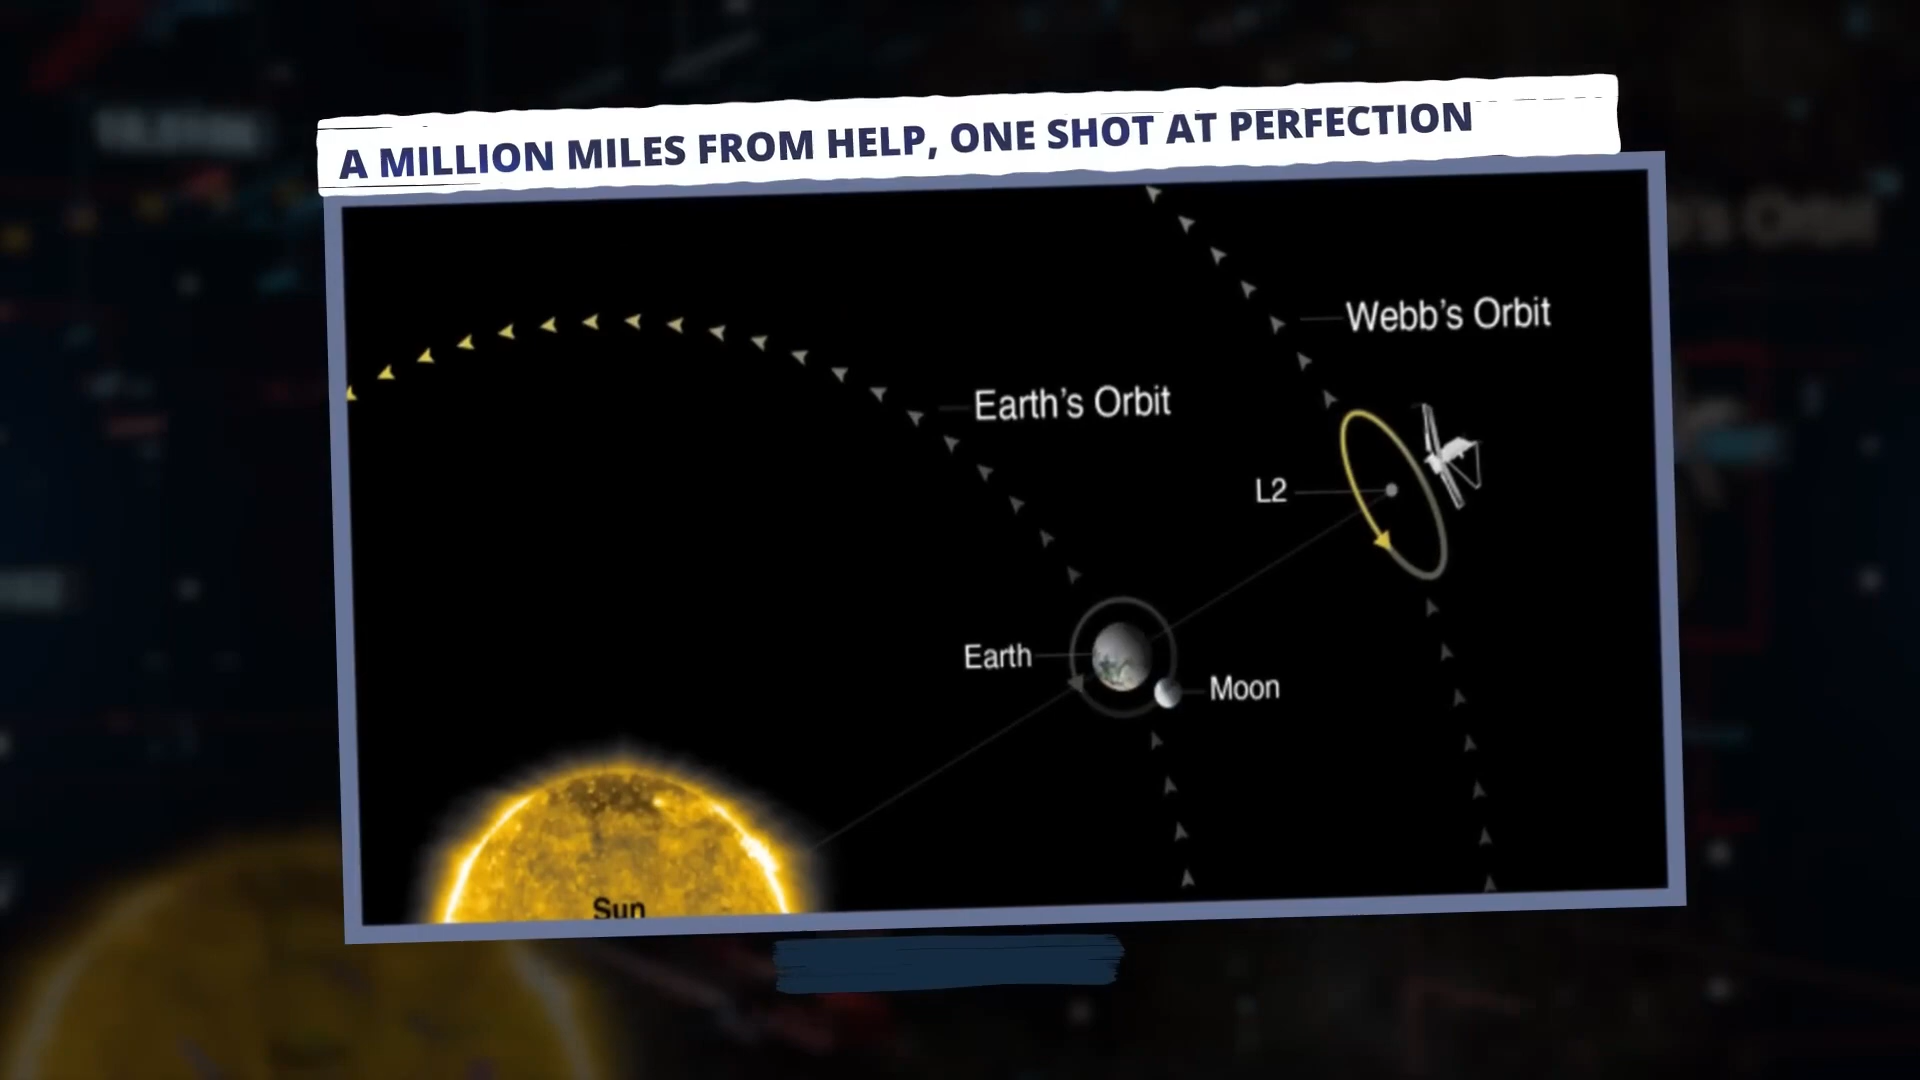 A MILLION MILES FROM HELP, ONE SHOT AT PERFECTION
Webb's Orbit
Earth's Orbit
L2
Earth
Moon
Sun